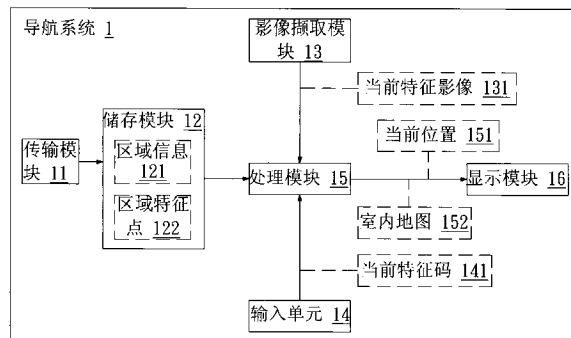 导航系统 1
影像撷取模
块 13
当前特征影像 131
储存模块 12
区域信息
121
区域特征
点 122
传输模
块 11
处理模块 15
当前位置 151
显示模块 16
室内地图 152
当前特征码 141
输入单元 14